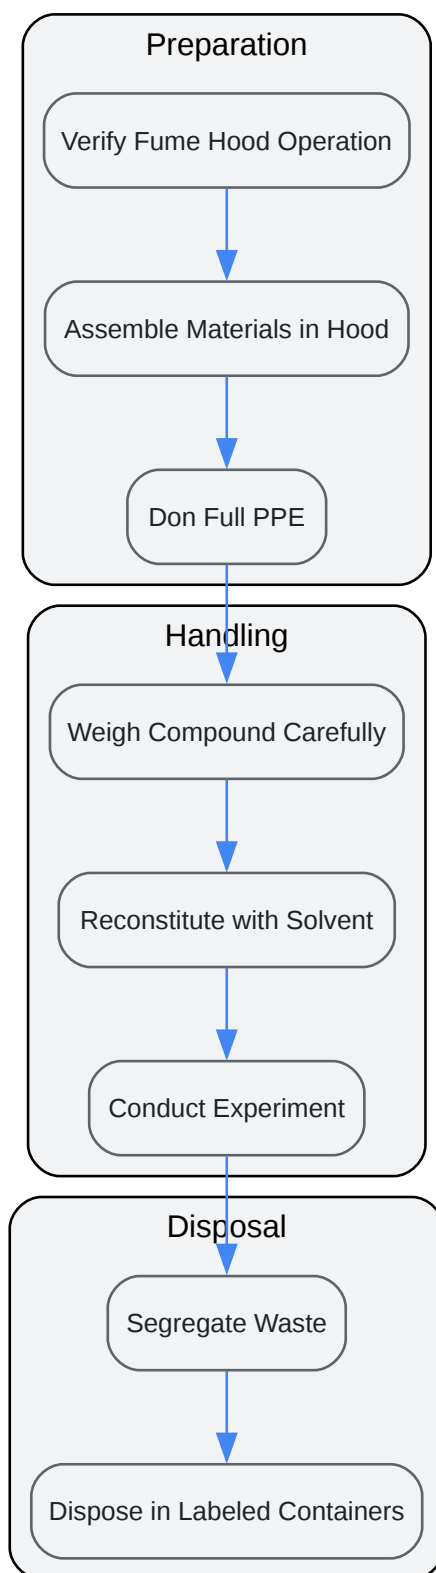 Preparation
Verify Fume Hood Operation
Assemble Materials in Hood
Don Full PPE
Handling
Weigh Compound Carefully
Reconstitute with Solvent
Conduct Experiment
Disposal
Segregate Waste
Dispose in Labeled Containers